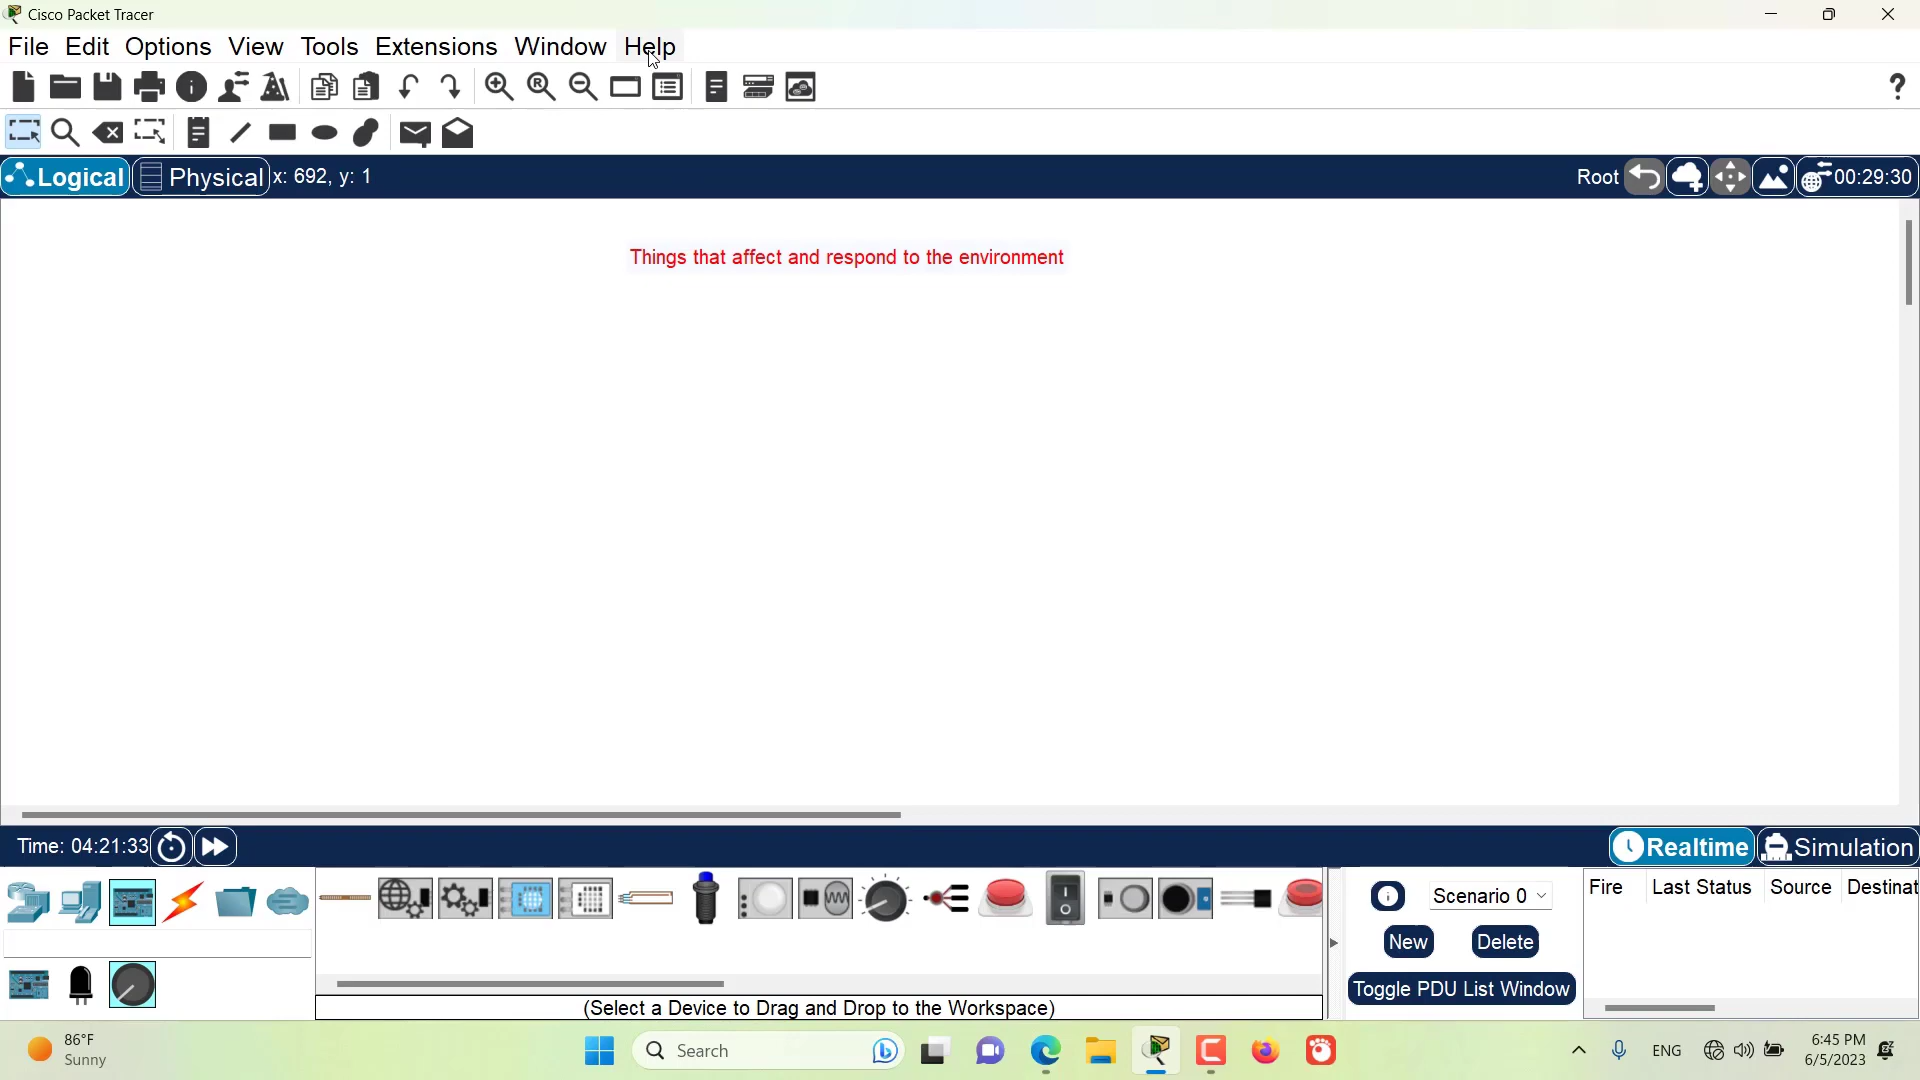 Cisco Packet Tracer
File Edit Options View Tools Extensions Window Help
Logical Physical x: 692, y: 1 Root 00:29:30
Things that affect and respond to the environment
Time: 04:21:33 Realtime Simulation
Scenario 0 Fire Last Status Source Destinat
New Delete
Toggle PDU List Window
(Select a Device to Drag and Drop to the Workspace)
86°F
Sunny
Search
ENG
6:45 PM
6/5/2023